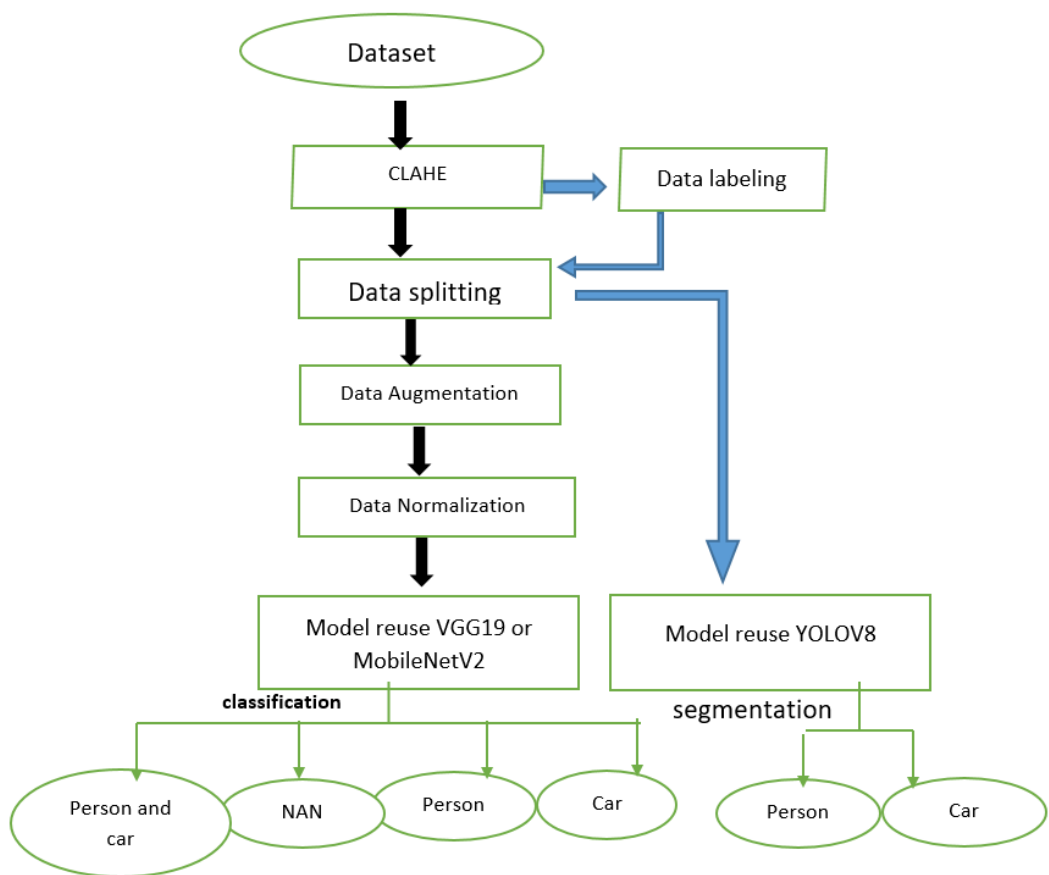 Dataset
CLAHE
Data labeling
Data splitting
Data Augmentation
Data Normalization
Model reuse VGG19 or
MobileNetV2
Model reuse YOLOV8
classification
segmentation
Person and
car
NAN
Person
Car
Person
Car